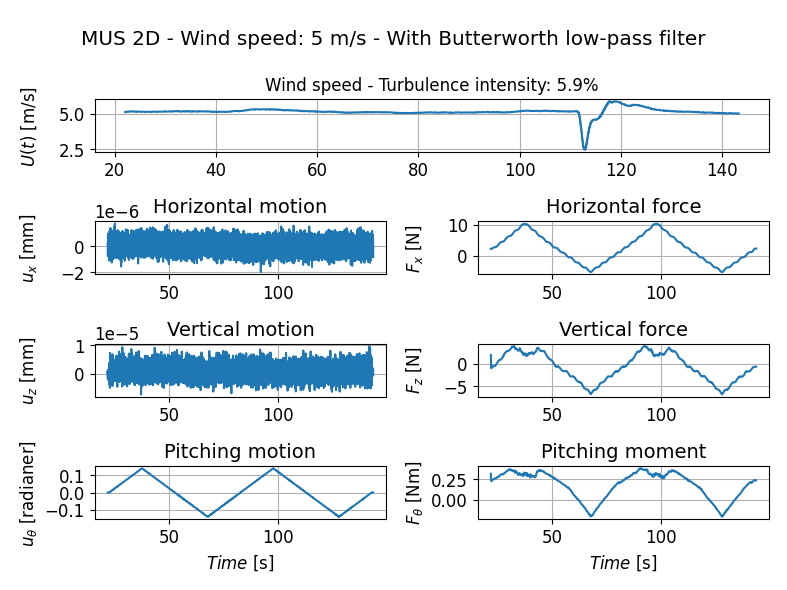 MUS 2D - Wind speed: 5 m/s - With Butterworth low-pass filter
Wind speed - Turbulence intensity: 5.9%
U(t) [m/s]
5.0
2.5
20 40 60 80 100 120 140
1e−6 Horizontal motion
u_x [mm]
0
−2
50 100
Horizontal force
F_x [N]
10
0
50 100
1e−5 Vertical motion
u_z [mm]
1
0
50 100
Vertical force
F_z [N]
0
−5
50 100
Pitching motion
u_θ [radianer]
0.1
0.0
−0.1
50 100
Time [s]
Pitching moment
F_θ [Nm]
0.25
0.00
50 100
Time [s]